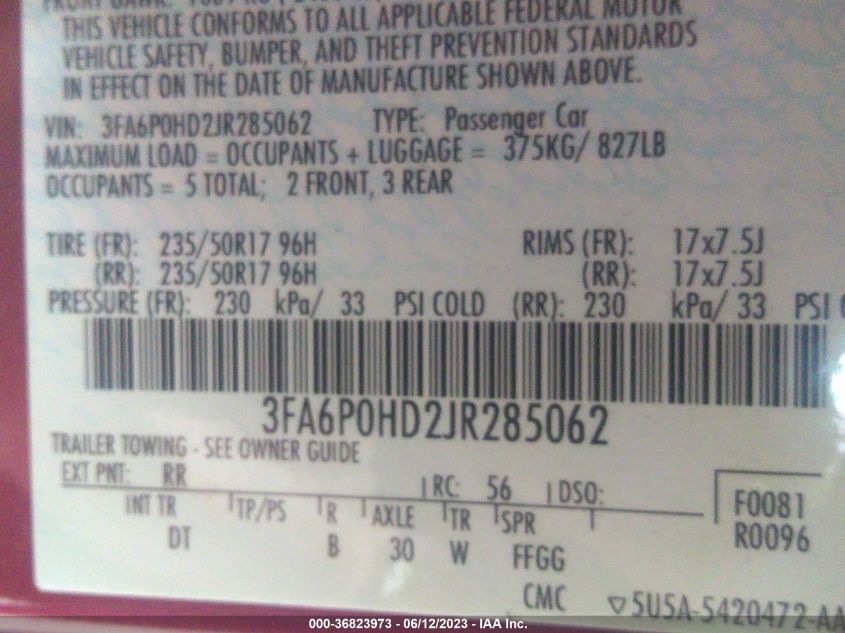 THIS VEHICLE CONFORMS TO ALL APPLICABLE FEDERAL MOTOR
VEHICLE SAFETY, BUMPER, AND THEFT PREVENTION STANDARDS
IN EFFECT ON THE DATE OF MANUFACTURE SHOWN ABOVE.
VIN: 3FA6P0HD2JR285062 TYPE: Passenger Car
MAXIMUM LOAD = OCCUPANTS + LUGGAGE = 375KG/ 827LB
OCCUPANTS = 5 TOTAL; 2 FRONT, 3 REAR
TIRE (FR): 235/50R17 96H RIMS (FR): 17x7.5J
(RR): 235/50R17 96H (RR): 17x7.5J
PRESSURE (FR): 230 kPa/ 33 PSI COLD (RR): 230 kPa/ 33 PSI
3FA6P0HD2JR285062
TRAILER TOWING - SEE OWNER GUIDE
EXT PNT: RR RC: 56 DSO:
INT TR TP/PS R AXLE TR SPR
DT B 30 W FFGG
CMC
F0081
R0096
▽5U5A-5420472-AA
000-36823973 - 06/12/2023 - IAA Inc.